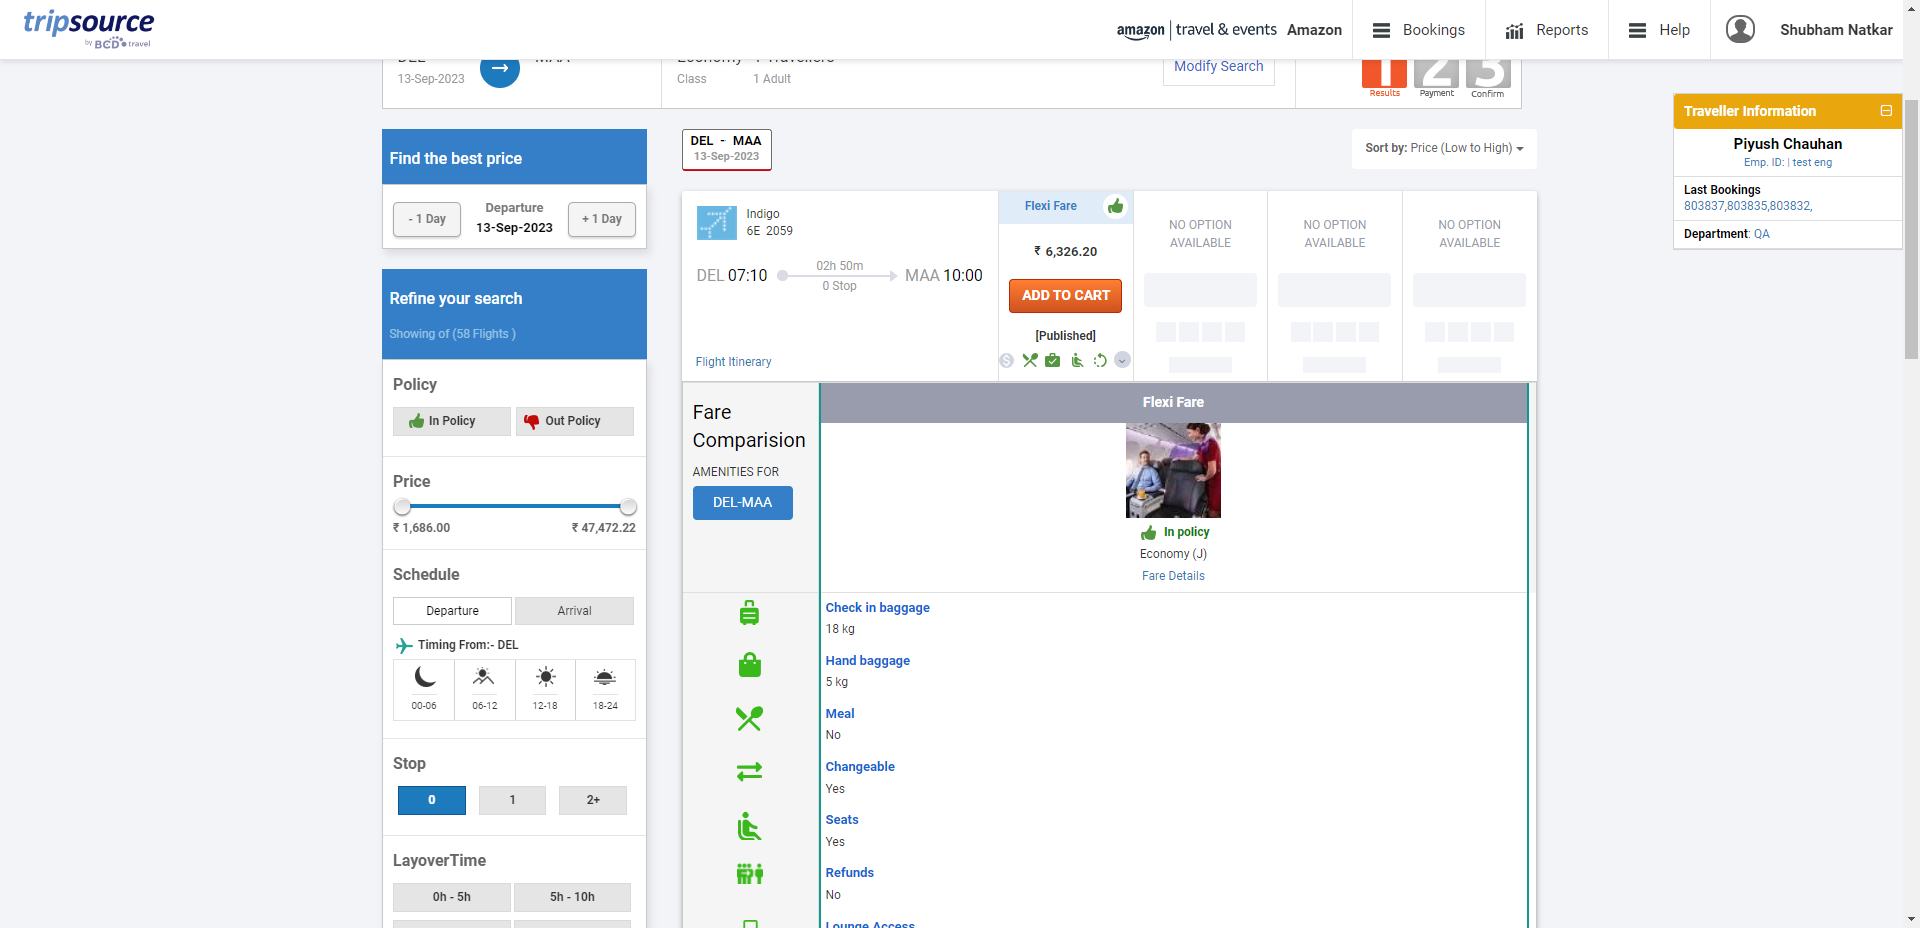 tripsource
by BCD travel
amazon | travel & events Amazon
Bookings
Reports
Help
Shubham Natkar
DEL
MAA
13-Sep-2023
Economy
Class
1 Adult
Modify Search
1 2 3
Results Payment Confirm
Traveller Information
Piyush Chauhan
Emp. ID: | test eng
Last Bookings
803837,803835,803832,
Department: QA
Find the best price
- 1 Day
Departure
13-Sep-2023
+ 1 Day
Refine your search
Showing of (58 Flights )
Policy
In Policy
Out Policy
Price
₹ 1,686.00
₹ 47,472.22
Schedule
Departure
Arrival
Timing From:- DEL
00-06
06-12
12-18
18-24
Stop
0
1
2+
LayoverTime
0h - 5h
5h - 10h
DEL - MAA
13-Sep-2023
Sort by: Price (Low to High)
Indigo
6E 2059
DEL 07:10
02h 50m
0 Stop
MAA 10:00
Flight Itinerary
Flexi Fare
₹ 6,326.20
ADD TO CART
[Published]
NO OPTION
AVAILABLE
NO OPTION
AVAILABLE
NO OPTION
AVAILABLE
Fare
Comparision
AMENITIES FOR
DEL-MAA
Flexi Fare
In policy
Economy (J)
Fare Details
Check in baggage
18 kg
Hand baggage
5 kg
Meal
No
Changeable
Yes
Seats
Yes
Refunds
No
Lounge Access